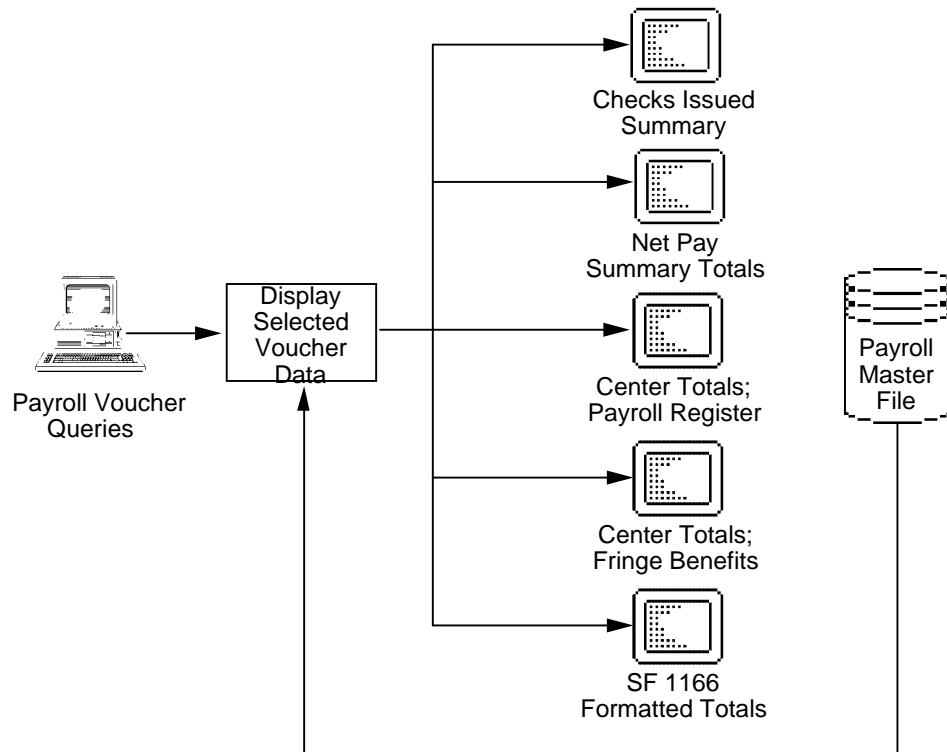 Checks Issued
Summary
Net Pay
Summary Totals
Display
Selected
Voucher
Data
Payroll Voucher
Queries
Center Totals;
Payroll Register
Payroll
Master
File
Center Totals;
Fringe Benefits
SF 1166
Formatted Totals